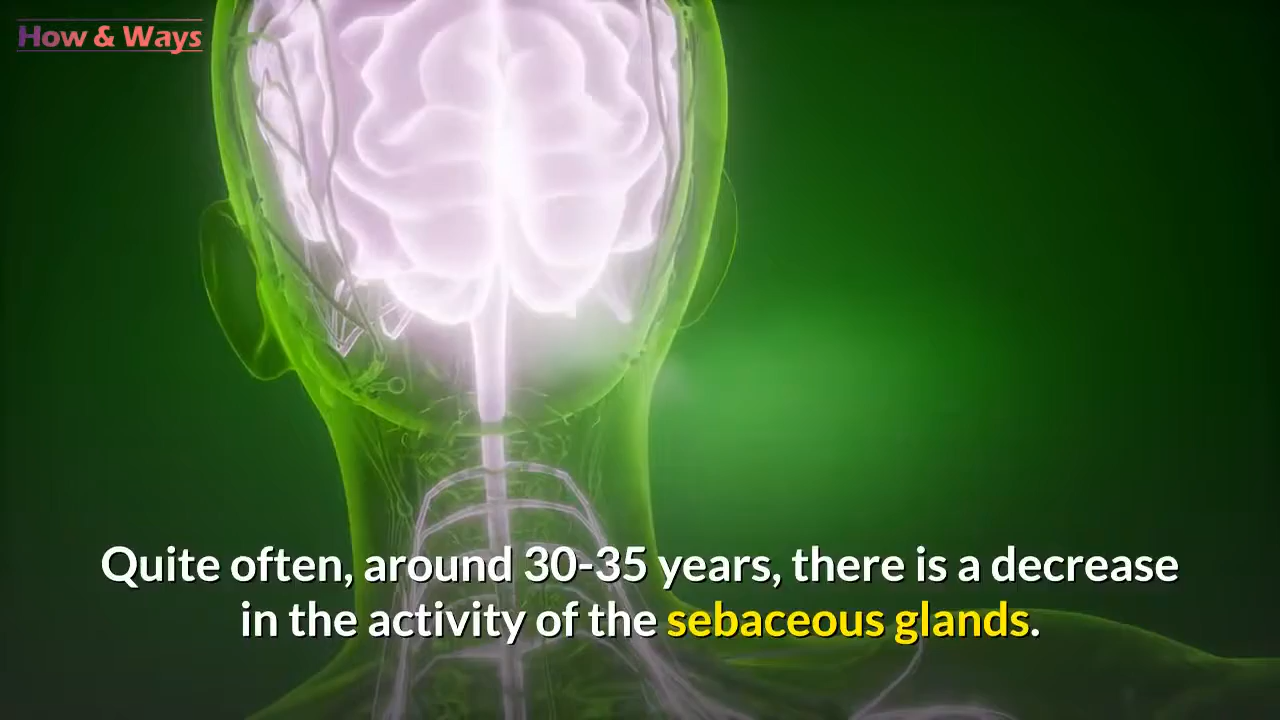 How & Ways
Quite often, around 30-35 years, there is a decrease
in the activity of the sebaceous glands.